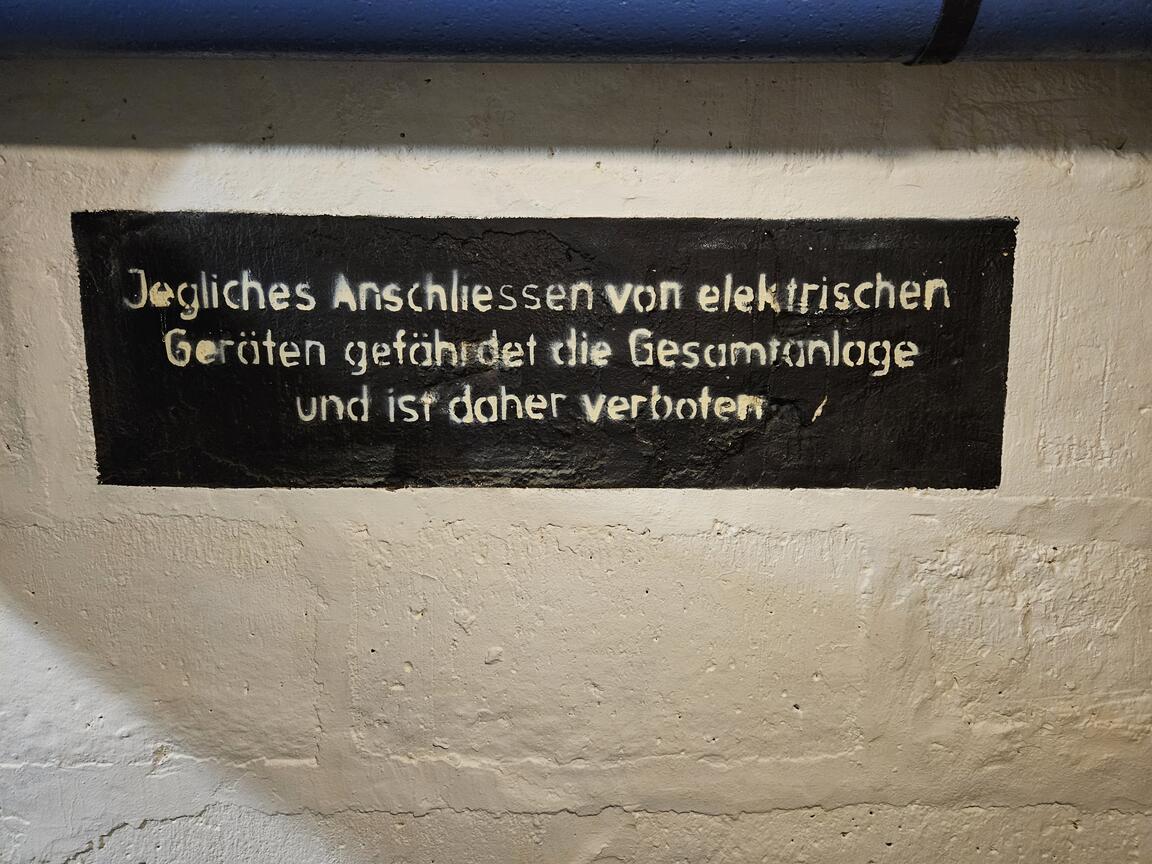 Jegliches Anschliessen von elektrischen
Geräten gefährdet die Gesamtanlage
und ist daher verboten